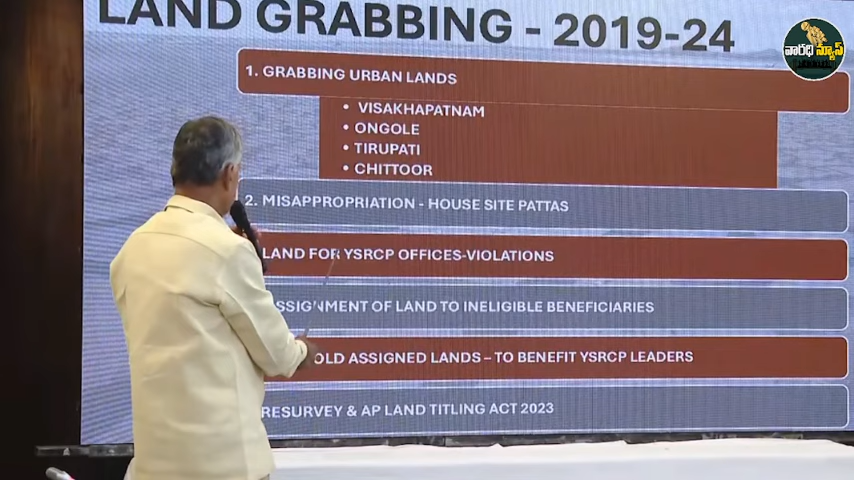 LAND GRABBING - 2019-24
వారధి న్యూస్
1. GRABBING URBAN LANDS
• VISAKHAPATNAM
• ONGOLE
• TIRUPATI
• CHITTOOR
2. MISAPPROPRIATION - HOUSE SITE PATTAS
LAND FOR YSRCP OFFICES-VIOLATIONS
OF LAND TO INELIGIBLE BENEFICIARIES
OLD ASSIGNED LANDS – TO BENEFIT YSRCP LEADERS
RESURVEY & AP LAND TITLING ACT 2023